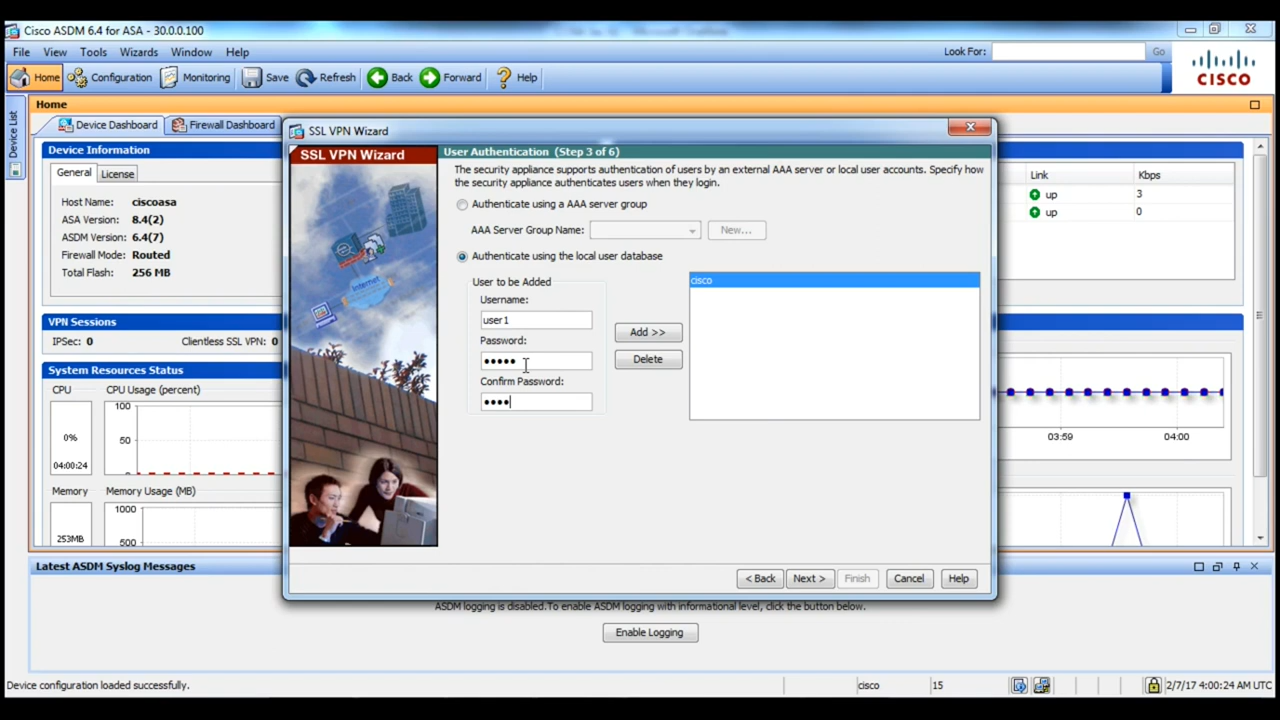 Cisco ASDM 6.4 for ASA - 30.0.0.100
File View Tools Wizards Window Help Look For: Go
Home Configuration Monitoring Save Refresh Back Forward Help
CISCO
Device List
Home
Device Dashboard Firewall Dashboard
Device Information
General License
Host Name: ciscoasa
ASA Version: 8.4(2)
ASDM Version: 6.4(7)
Firewall Mode: Routed
Total Flash: 256 MB
Link Kbps
up 3
up 0
VPN Sessions
IPSec: 0 Clientless SSL VPN: 0
System Resources Status
CPU CPU Usage (percent)
100
50
0%
04:00:24
Memory Memory Usage (MB)
1000
500
253MB
03:59 04:00
SSL VPN Wizard
SSL VPN Wizard
Internet
User Authentication (Step 3 of 6)
The security appliance supports authentication of users by an external AAA server or local user accounts. Specify how
the security appliance authenticates users when they login.
Authenticate using a AAA server group
AAA Server Group Name: New...
Authenticate using the local user database
User to be Added
Username:
user1
Password:
•••••
Confirm Password:
••••
Add >>
Delete
cisco
< Back Next > Finish Cancel Help
Latest ASDM Syslog Messages
ASDM logging is disabled.To enable ASDM logging with informational level, click the button below.
Enable Logging
Device configuration loaded successfully. cisco 15 2/7/17 4:00:24 AM UTC